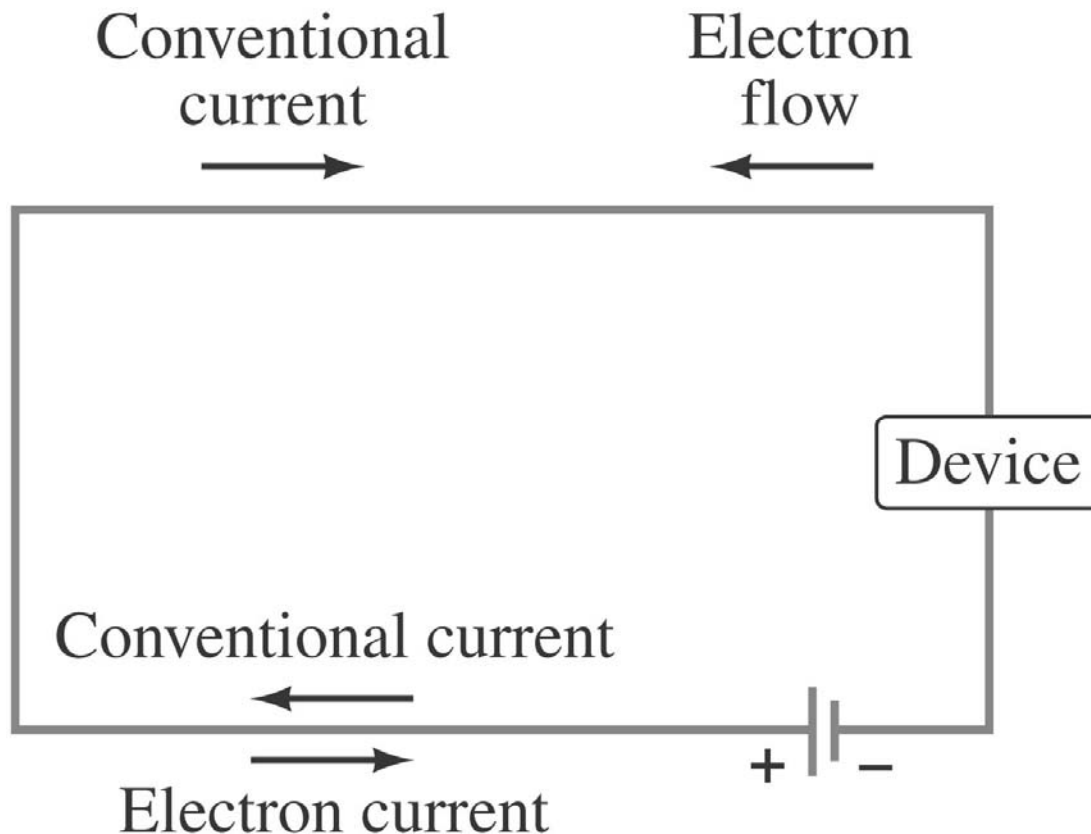 Conventional
current
Electron
flow
Device
Conventional current
+ −
Electron current